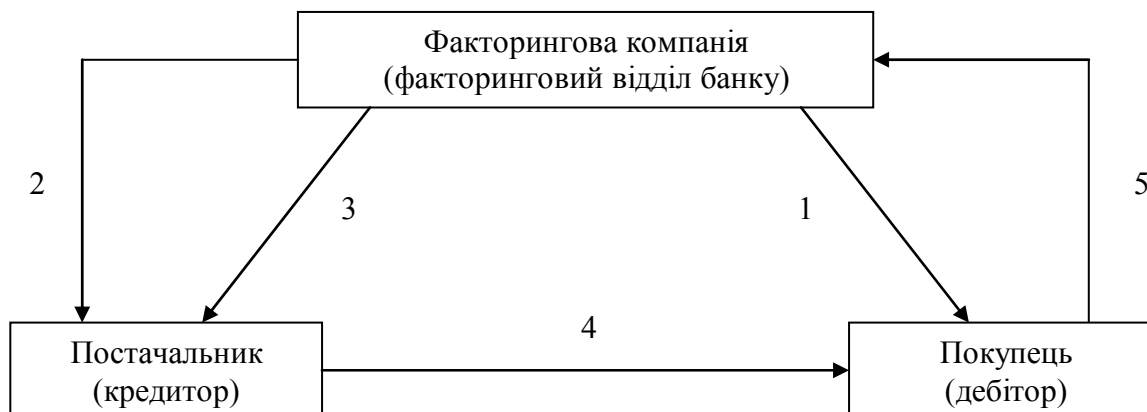 Факторингова компанія
(факторинговий відділ банку)
2
3
1
5
4
Постачальник
(кредитор)
Покупець
(дебітор)